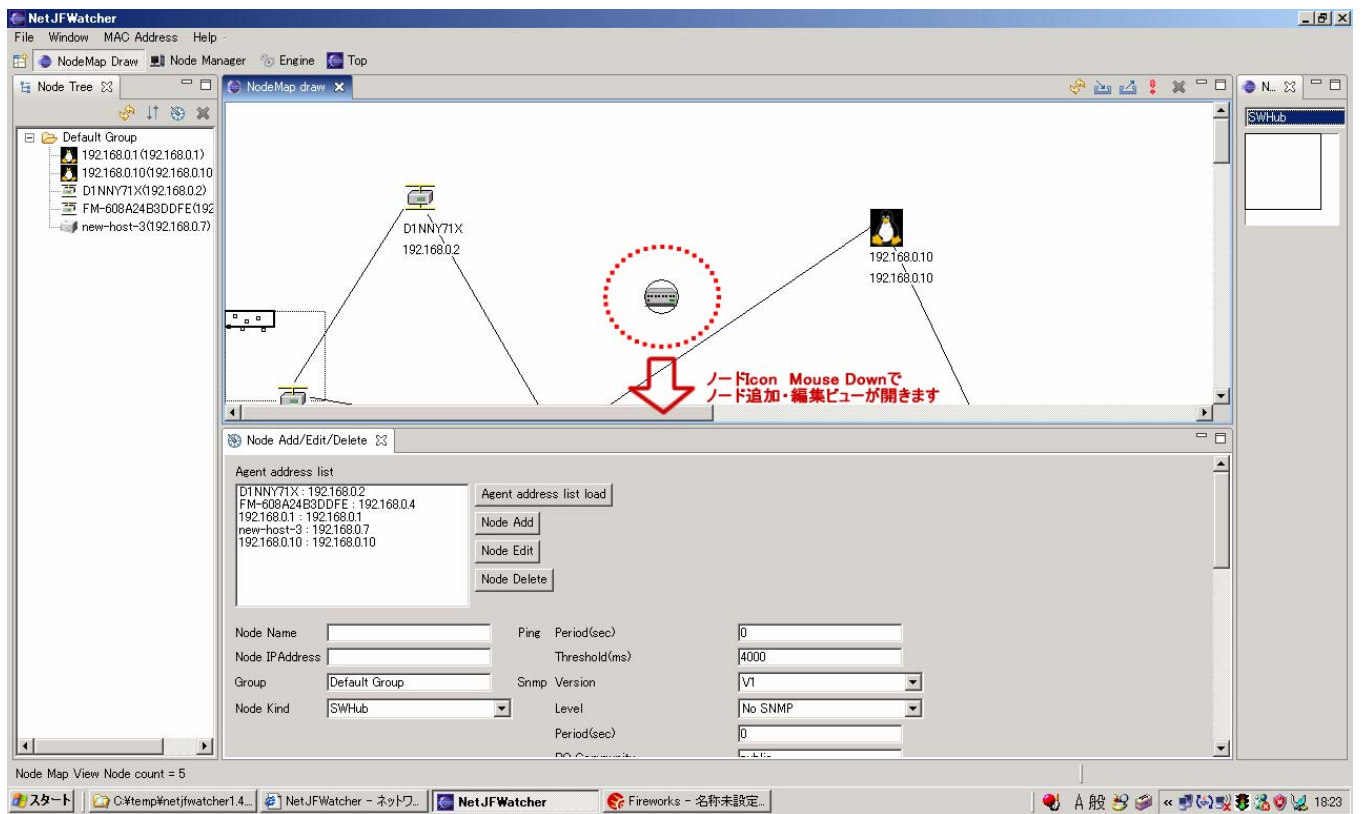 NetJFWatcher
File Window MAC Address Help
NodeMap Draw Node Manager Engine Top
Node Tree
NodeMap draw
N...
Default Group
192.168.0.1(192.168.0.1)
192.168.0.10(192.168.0.10
D1NNY71X(192.168.0.2)
FM-608A24B3DDFE(192
new-host-3(192.168.0.7)
SWHub
D1NNY71X
192.168.0.2
192.168.0.10
192.168.0.10
ノードIcon Mouse Downで
ノード追加・編集ビューが開きます
Node Add/Edit/Delete
Agent address list
D1NNY71X : 192.168.0.2
FM-608A24B3DDFE : 192.168.0.4
192.168.0.1 : 192.168.0.1
new-host-3 : 192.168.0.7
192.168.0.10 : 192.168.0.10
Agent address list load
Node Add
Node Edit
Node Delete
Node Name Ping Period(sec) 0
Node IPAddress Threshold(ms) 4000
Group Default Group Snmp Version V1
Node Kind SWHub Level No SNMP
Period(sec) 0
Node Map View Node count = 5
スタート C:¥temp¥netjfwatcher1.4... NetJFWatcher - ネットワ... NetJFWatcher Fireworks - 名称未設定... A 般 « 18:23